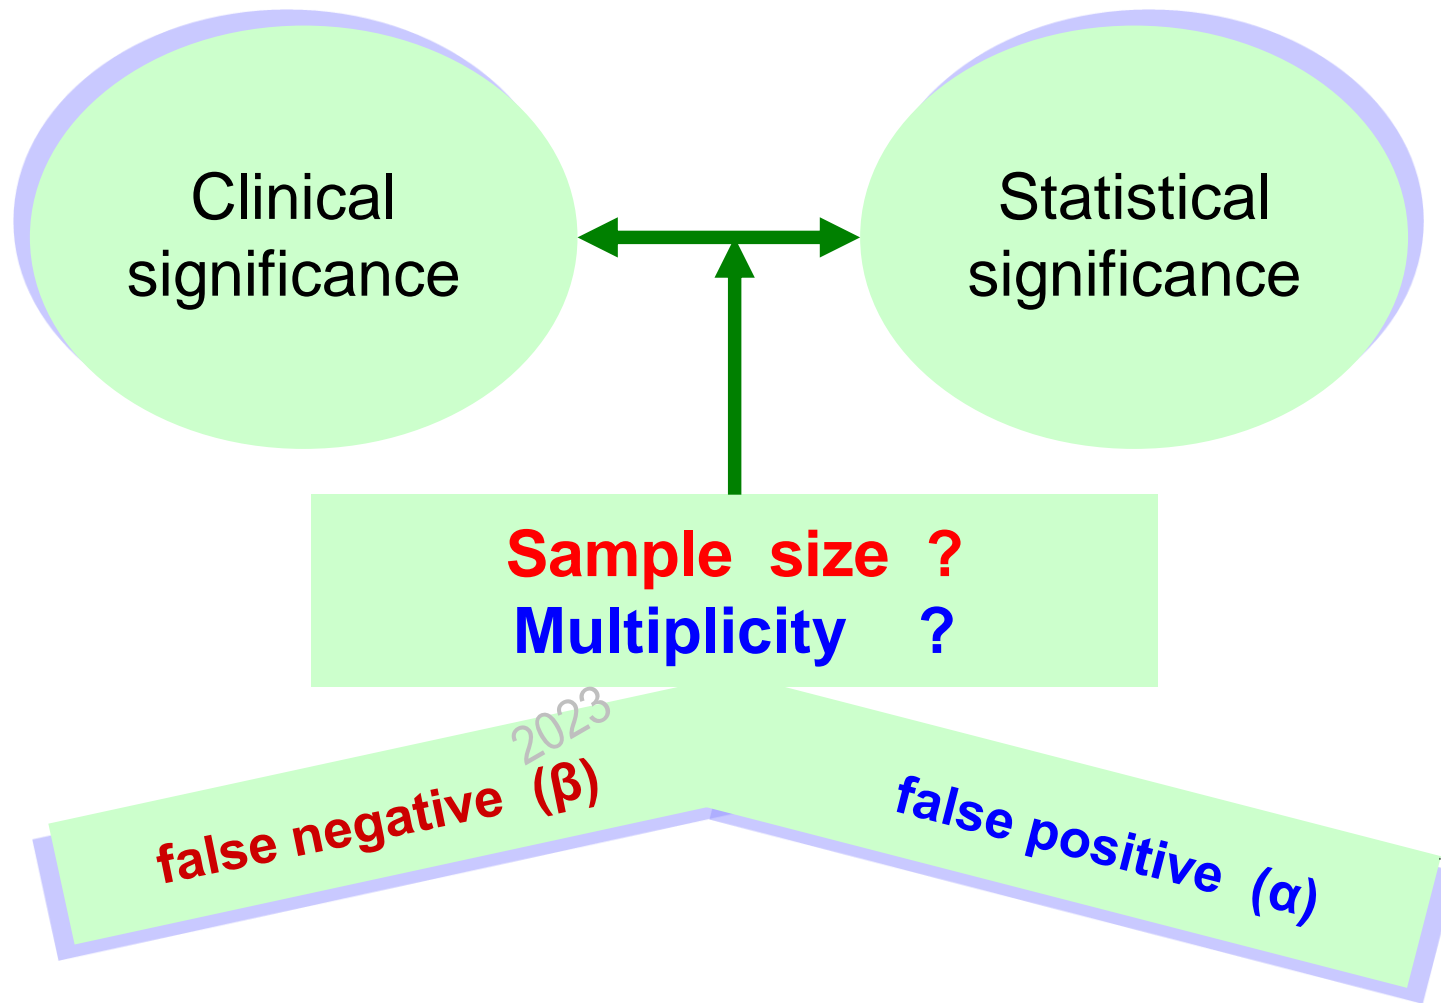 Clinical
significance
Statistical
significance
Sample size ?
Multiplicity ?
2023
false negative (β)
false positive (α)